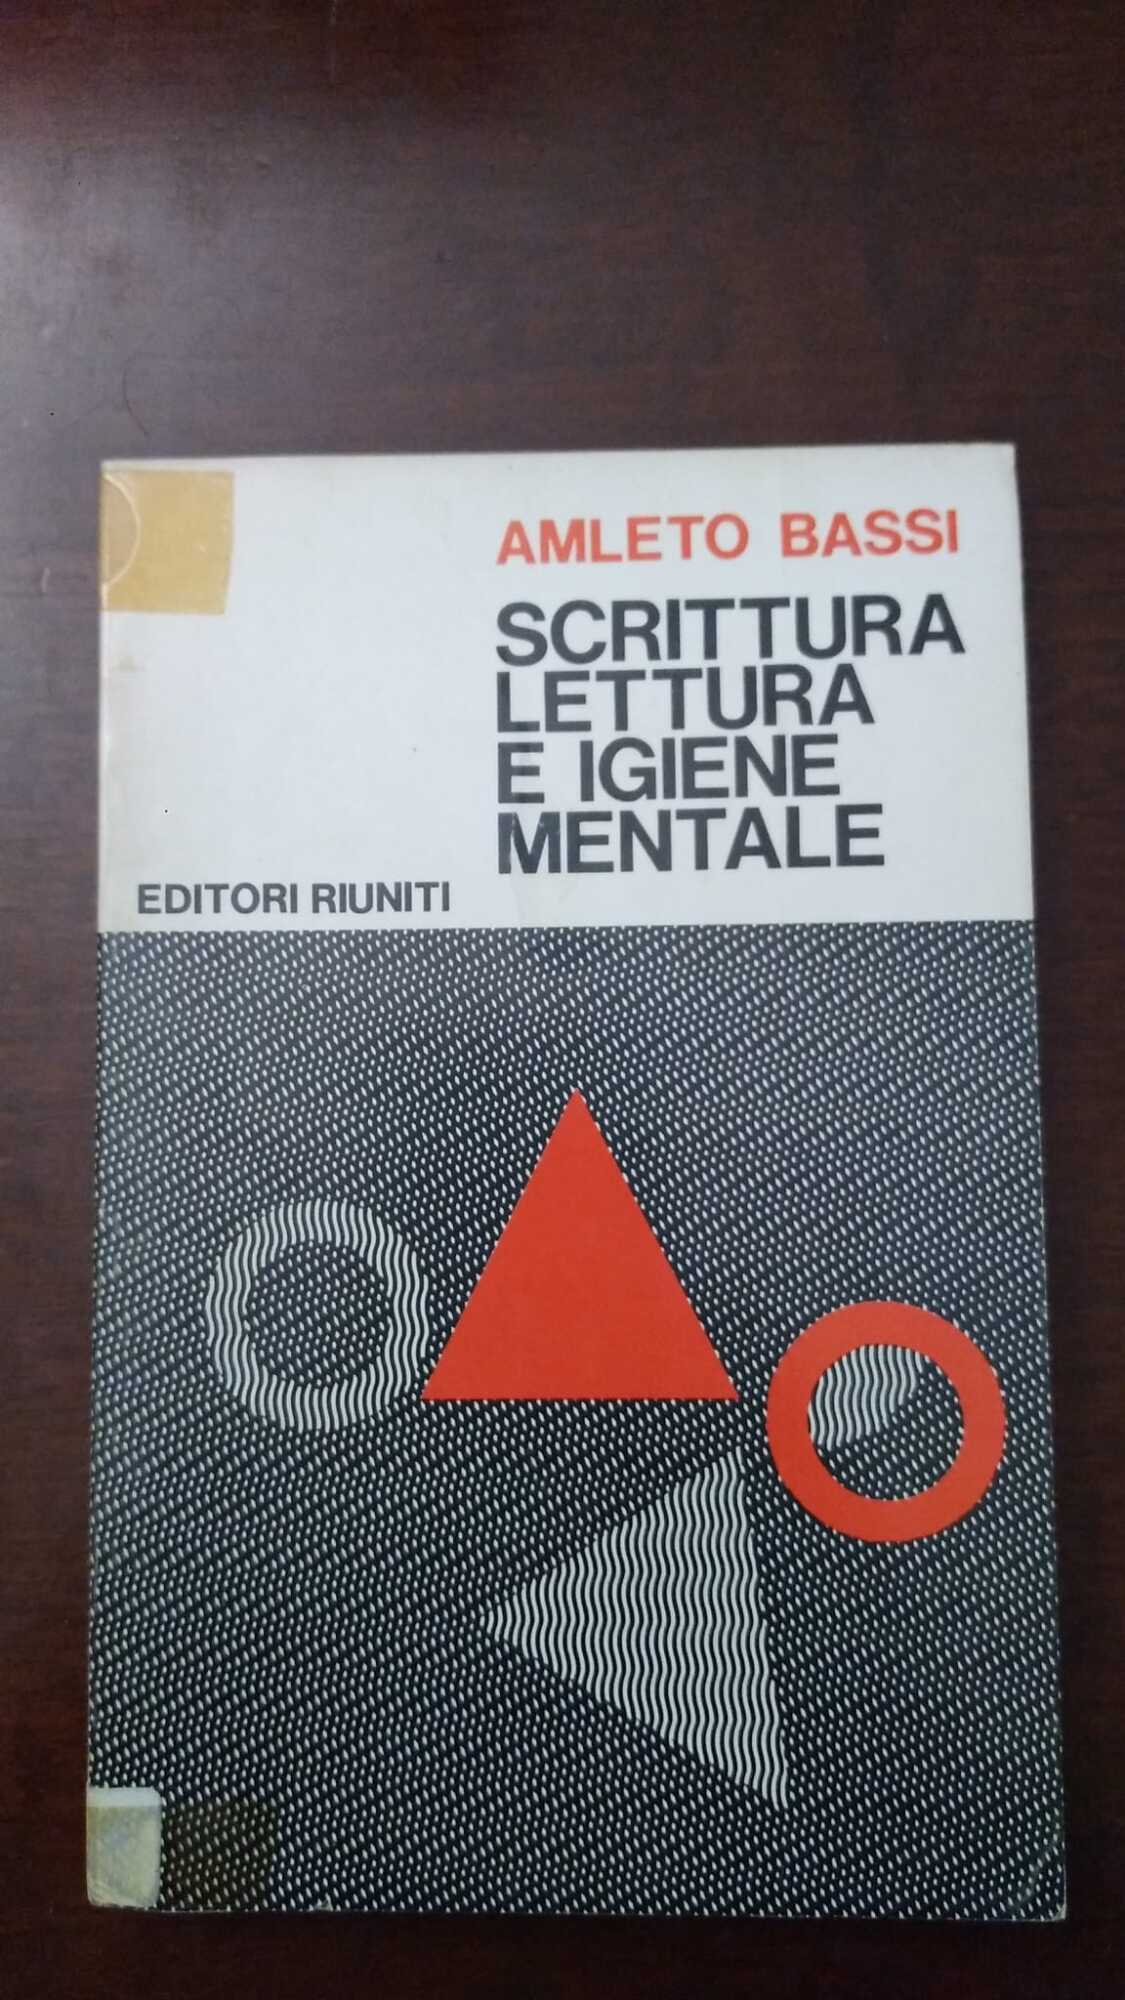 AMLETO BASSI
SCRITTURA
LETTURA
E IGIENE
MENTALE
EDITORI RIUNITI